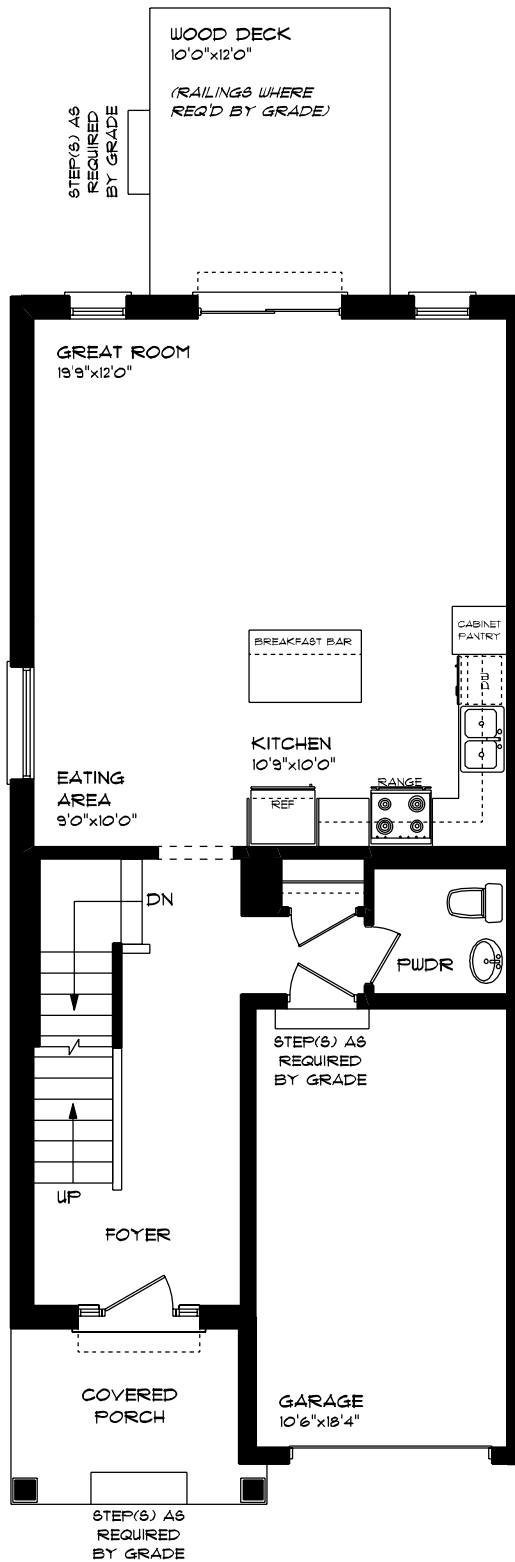 WOOD DECK
10'0"x12'0"
(RAILINGS WHERE
REQ'D BY GRADE)
STEP(S) AS
REQUIRED
BY GRADE
GREAT ROOM
19'9"x12'0"
CABINET
PANTRY
BREAKFAST BAR
DW
KITCHEN
10'9"x10'0"
EATING
AREA
9'0"x10'0"
REF
RANGE
DN
PWDR
STEP(S) AS
REQUIRED
BY GRADE
UP
FOYER
COVERED
PORCH
GARAGE
10'6"x18'4"
STEP(S) AS
REQUIRED
BY GRADE